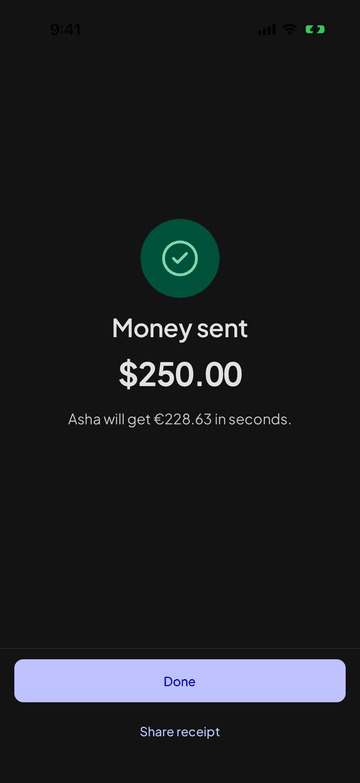 9:41
Money sent
$250.00
Asha will get €228.63 in seconds.
Done
Share receipt